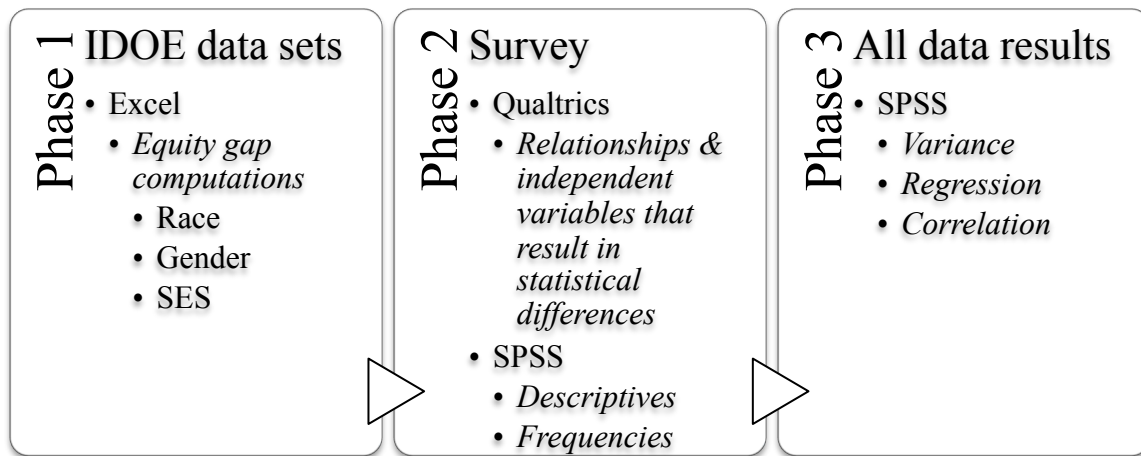 Phase 1
IDOE data sets
• Excel
• Equity gap
computations
• Race
• Gender
• SES
Phase 2
Survey
• Qualtrics
• Relationships &
independent
variables that
result in
statistical
differences
• SPSS
• Descriptives
• Frequencies
Phase 3
All data results
• SPSS
• Variance
• Regression
• Correlation